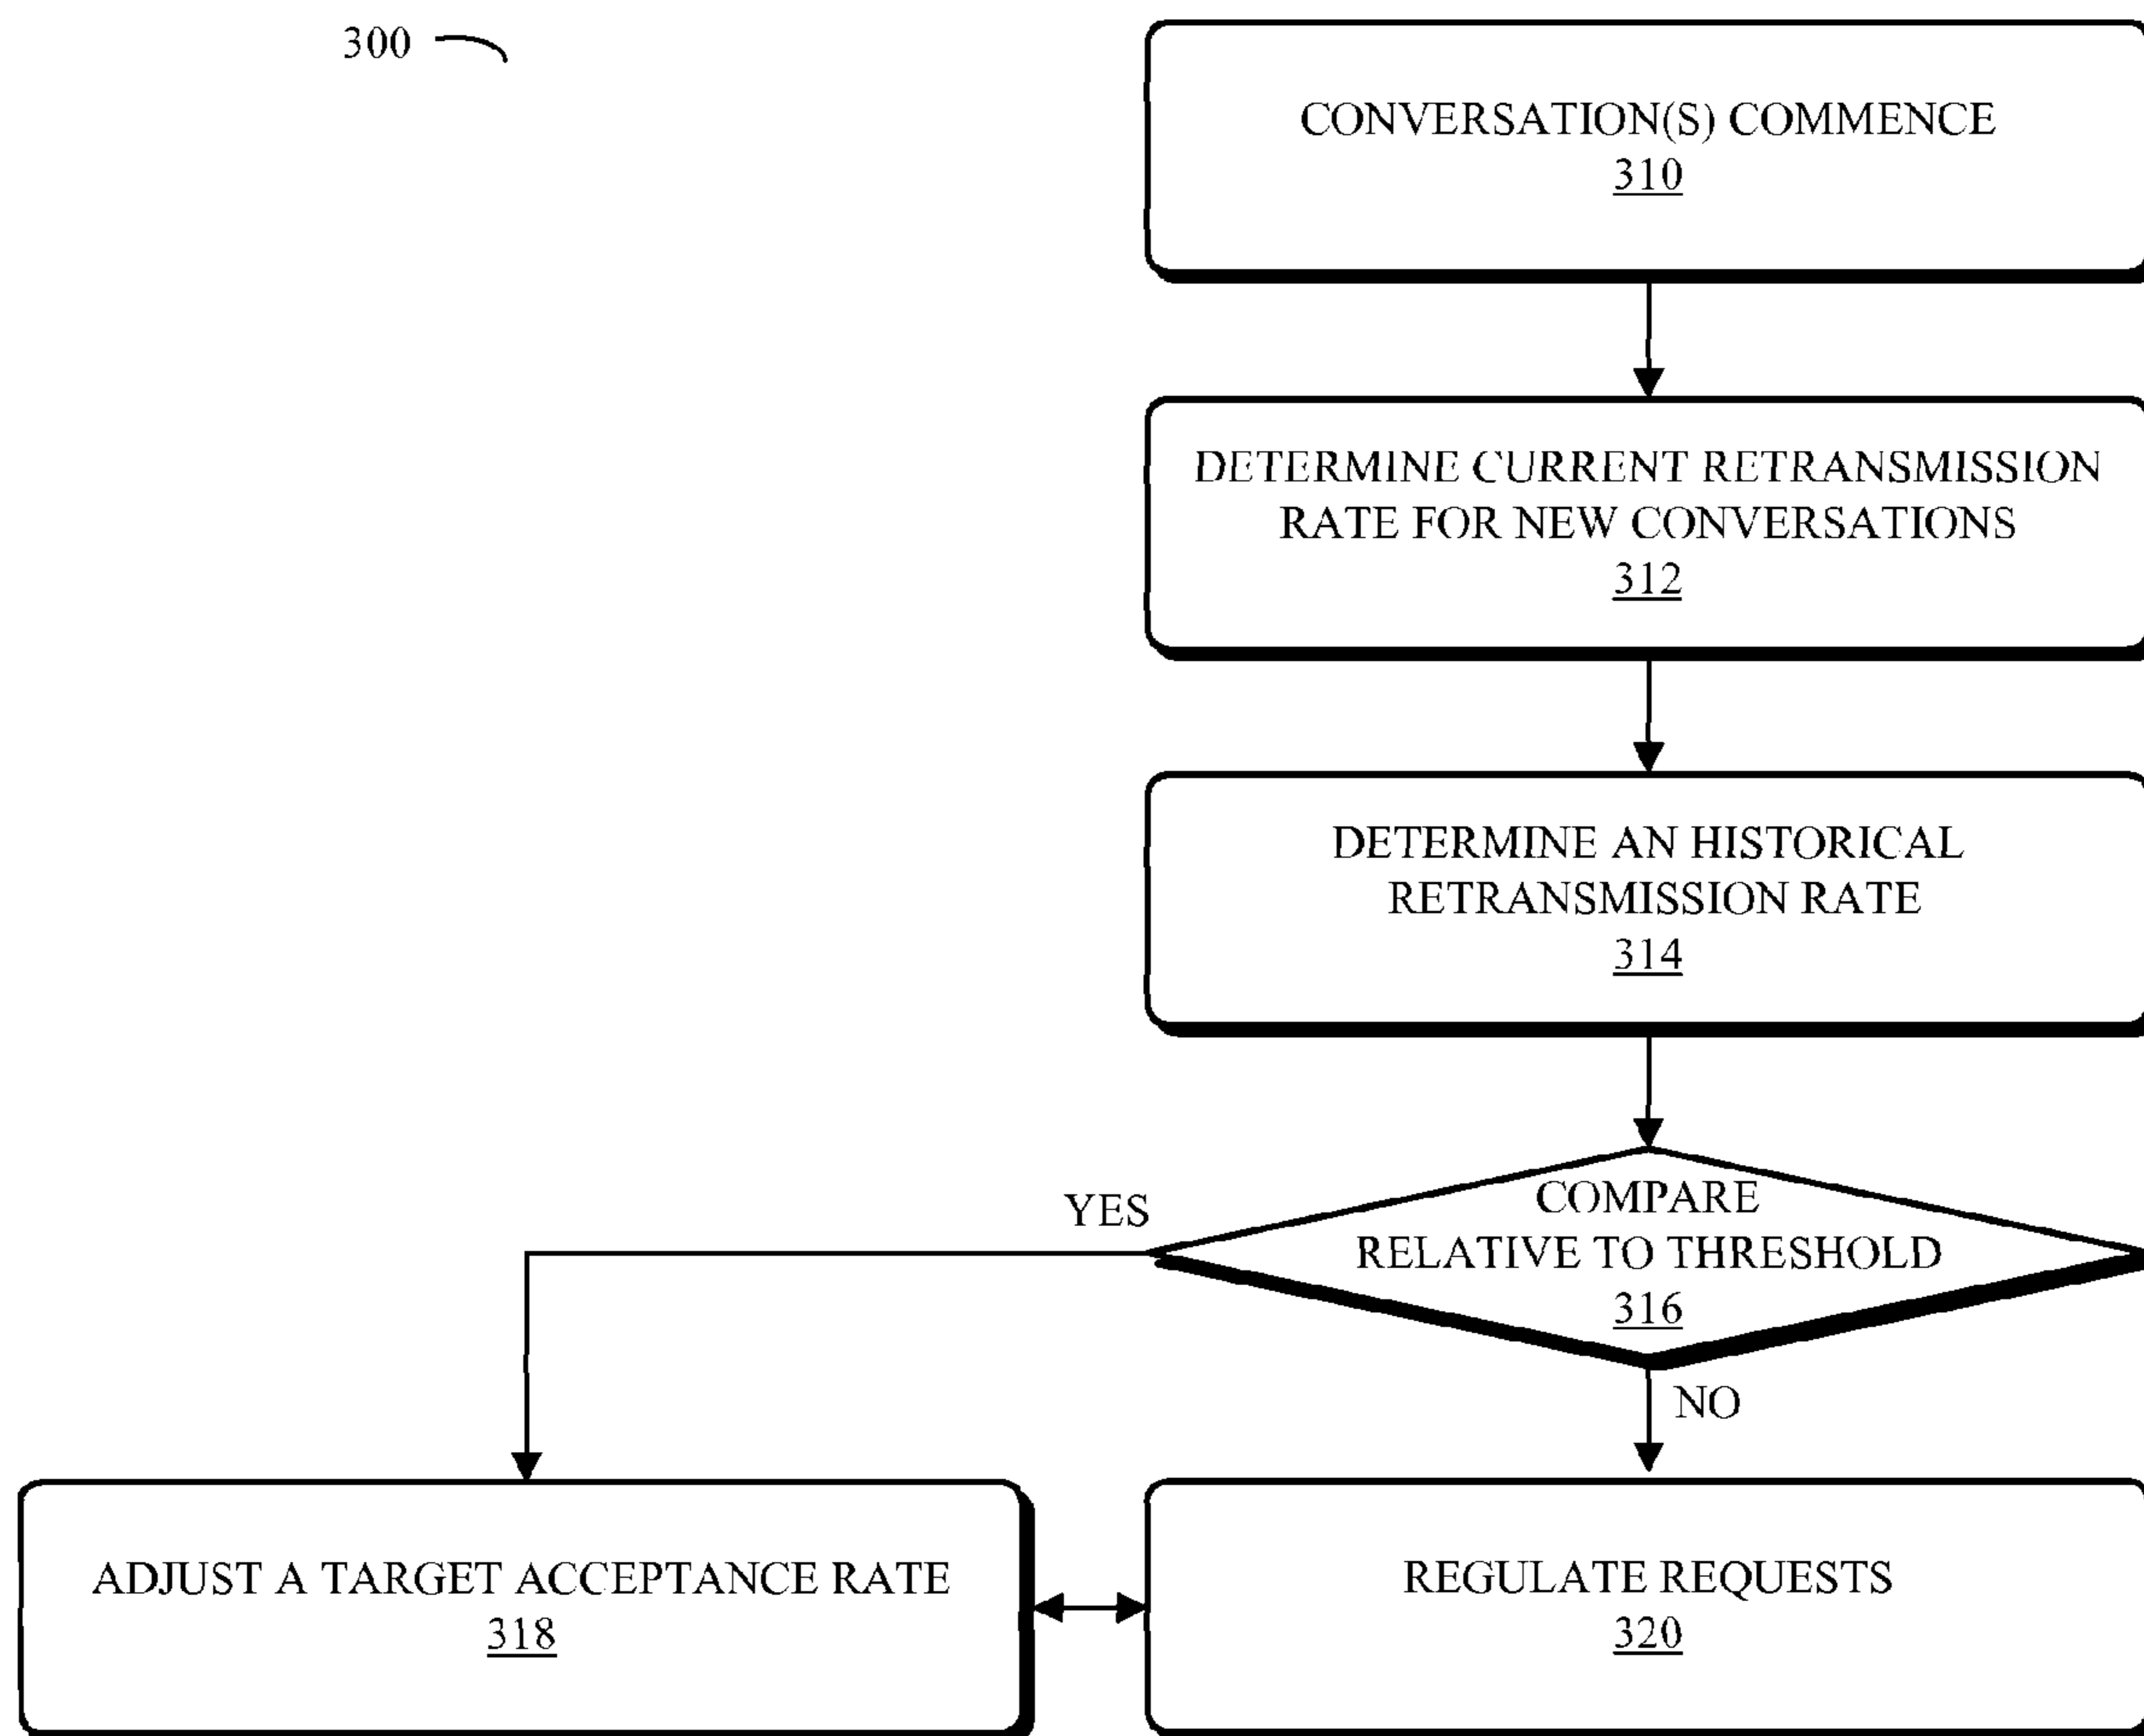 300
CONVERSATION(S) COMMENCE
310
DETERMINE CURRENT RETRANSMISSION
RATE FOR NEW CONVERSATIONS
312
DETERMINE AN HISTORICAL
RETRANSMISSION RATE
314
COMPARE
RELATIVE TO THRESHOLD
316
YES
NO
ADJUST A TARGET ACCEPTANCE RATE
318
REGULATE REQUESTS
320